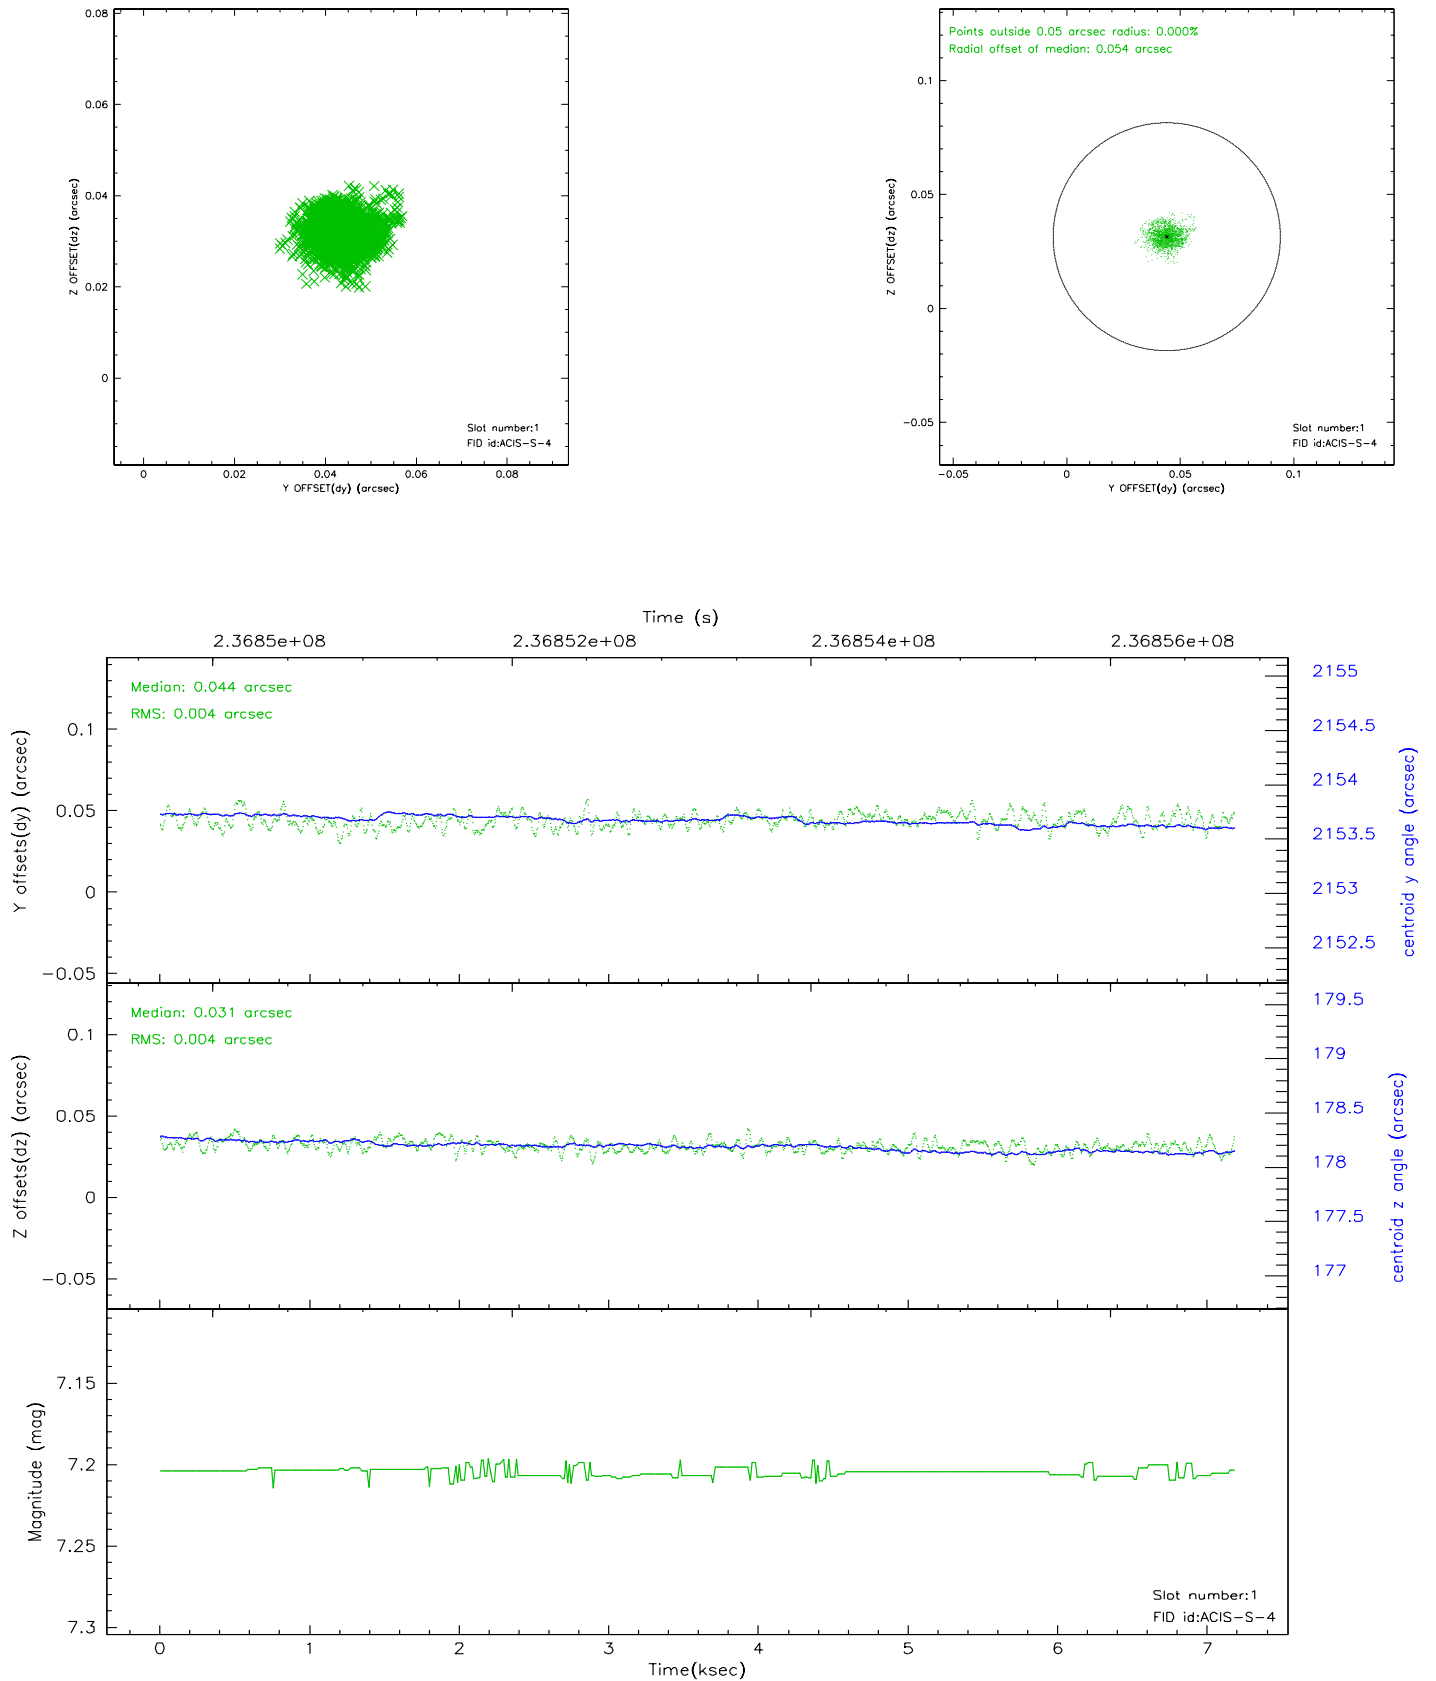 0.08
0.06
0.04
0.02
0
0
0.02
0.04
0.06
0.08
Z OFFSET(dz) (arcsec)
Y OFFSET(dy) (arcsec)
Slot number:1
FID id:ACIS-S-4
Points outside 0.05 arcsec radius: 0.000%
Radial offset of median: 0.054 arcsec
0.1
0.05
0
-0.05
-0.05
0
0.05
0.1
Z OFFSET(dz) (arcsec)
Y OFFSET(dy) (arcsec)
Slot number:1
FID id:ACIS-S-4
Time (s)
2.3685e+08
2.36852e+08
2.36854e+08
2.36856e+08
Median: 0.044 arcsec
RMS: 0.004 arcsec
0.1
0.05
0
-0.05
Y offsets(dy) (arcsec)
2155
2154.5
2154
2153.5
2153
2152.5
centroid y angle (arcsec)
Median: 0.031 arcsec
RMS: 0.004 arcsec
0.1
0.05
0
-0.05
Z offsets(dz) (arcsec)
179.5
179
178.5
178
177.5
177
centroid z angle (arcsec)
7.15
7.2
7.25
7.3
Magnitude (mag)
Slot number:1
FID id:ACIS-S-4
0
1
2
3
4
5
6
7
Time(ksec)